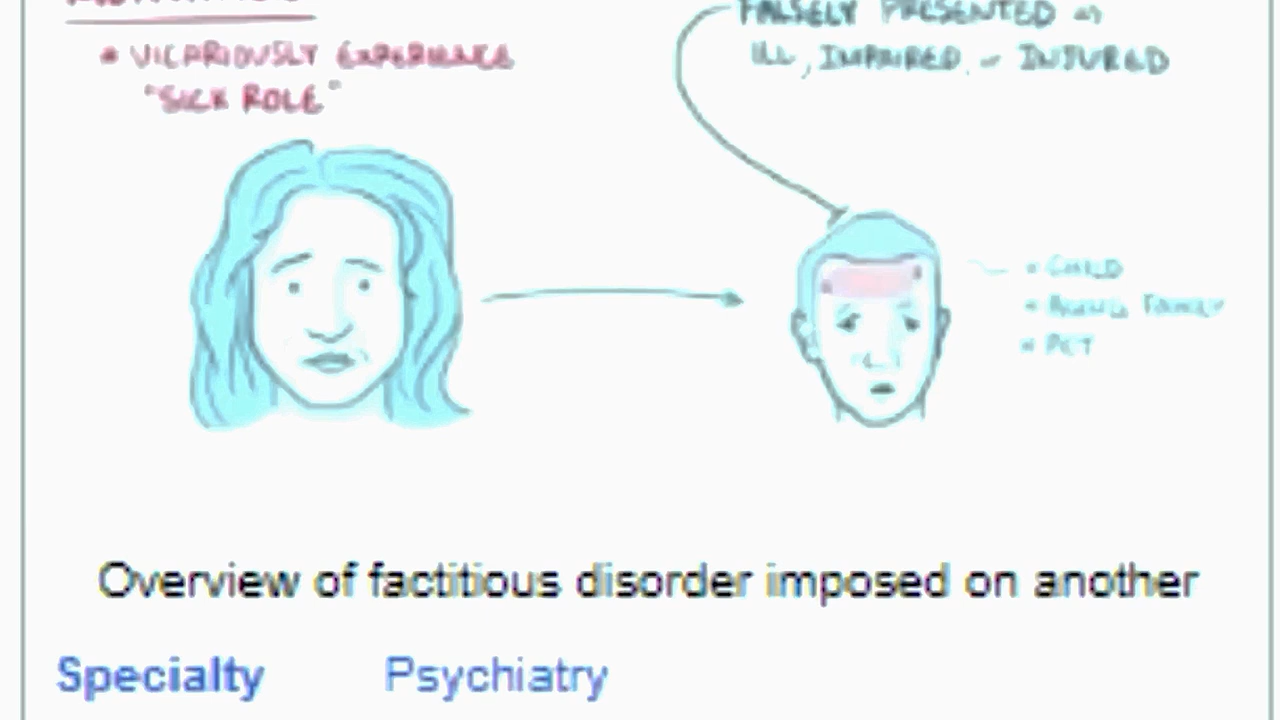 • VICARIOUSLY EXPERIENCE
"SICK ROLE"
FALSELY PRESENTED as
ILL, IMPAIRED, or INJURED
• CHILD
• FAMILY
• PET
Overview of factitious disorder imposed on another
Specialty Psychiatry